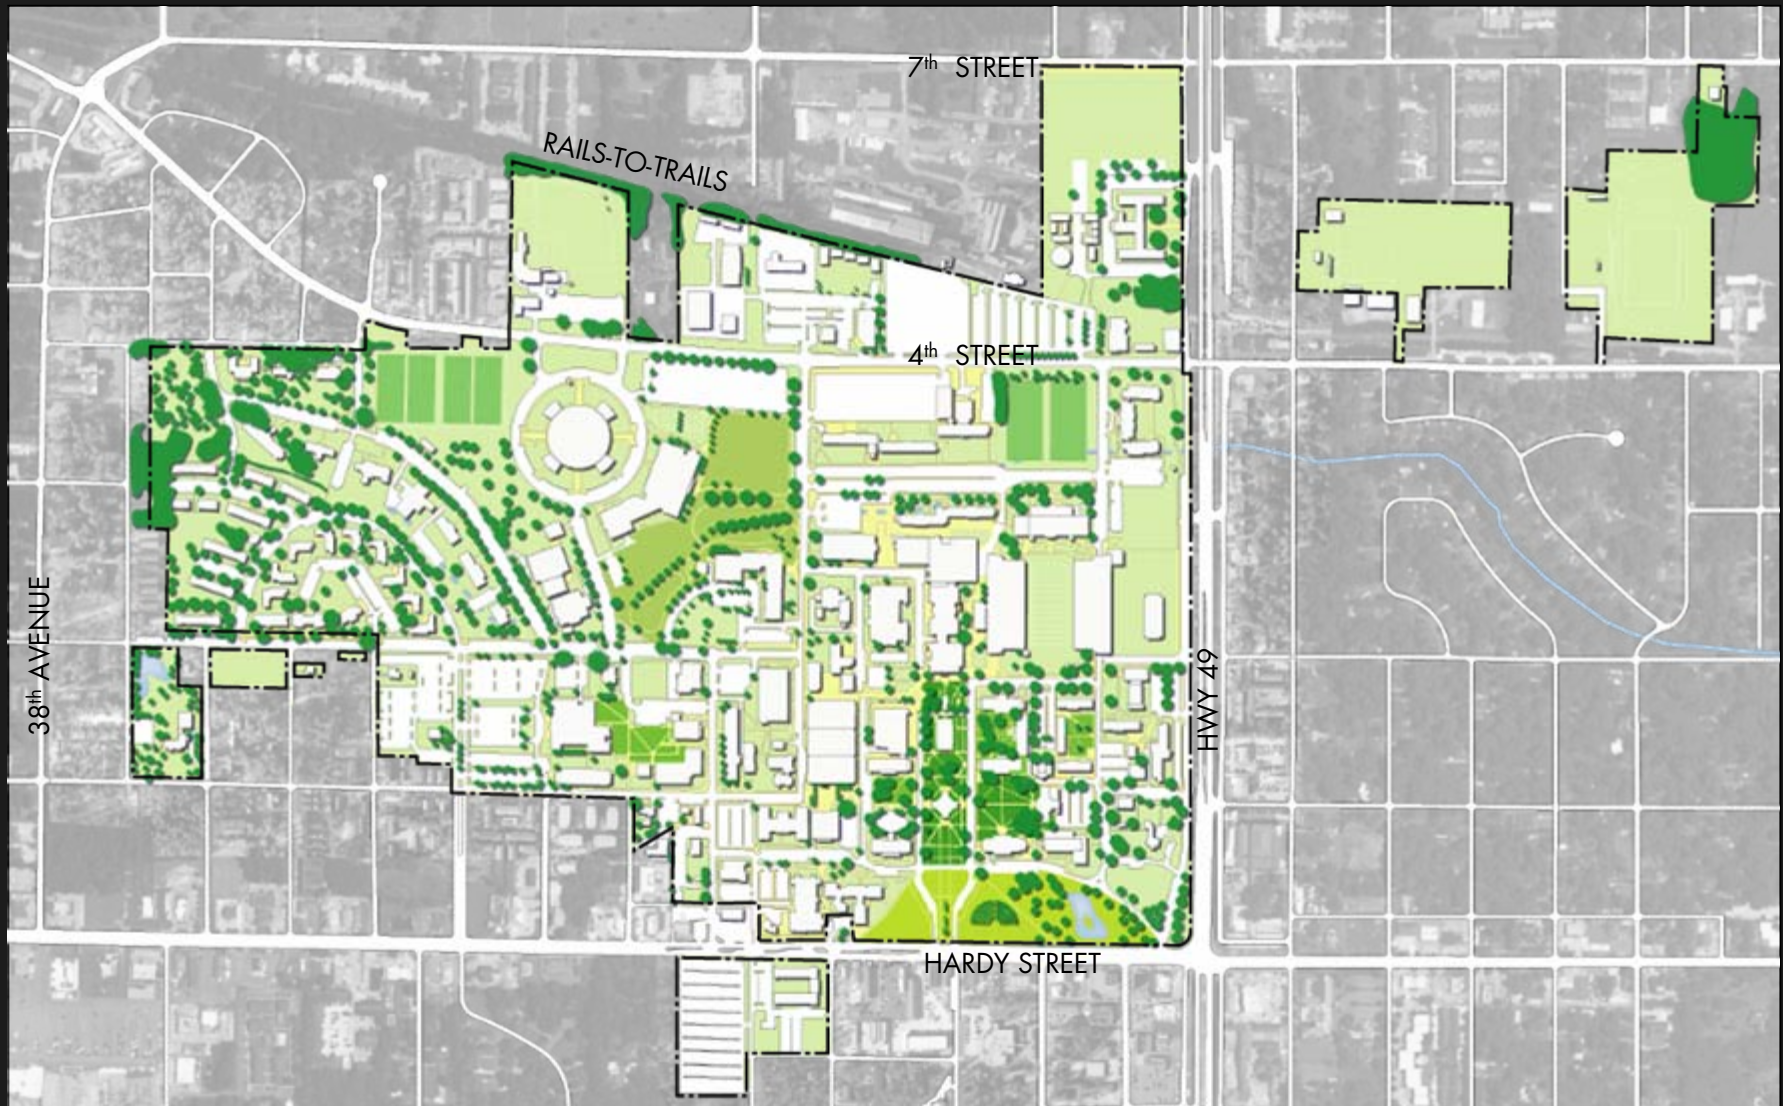 7th STREET
RAILS-TO-TRAILS
4th STREET
38th AVENUE
HWY 49
HARDY STREET